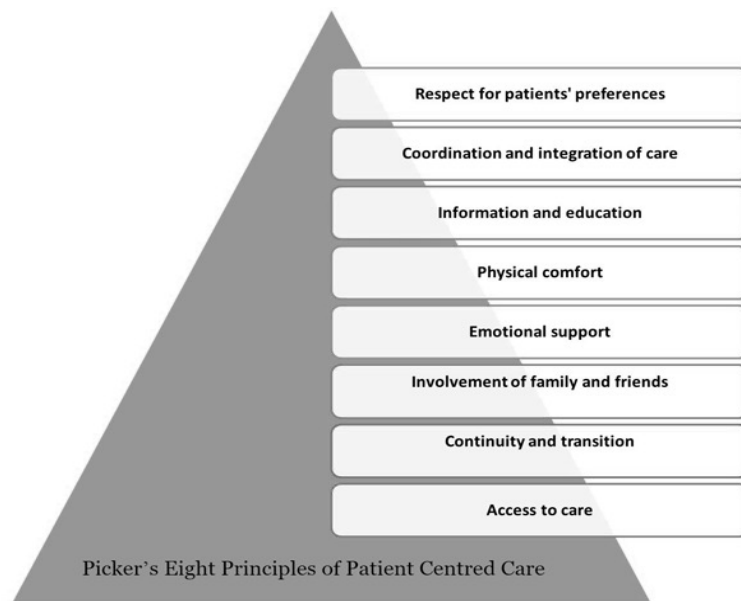 Respect for patients' preferences
Coordination and integration of care
Information and education
Physical comfort
Emotional support
Involvement of family and friends
Continuity and transition
Access to care
Picker's Eight Principles of Patient Centred Care